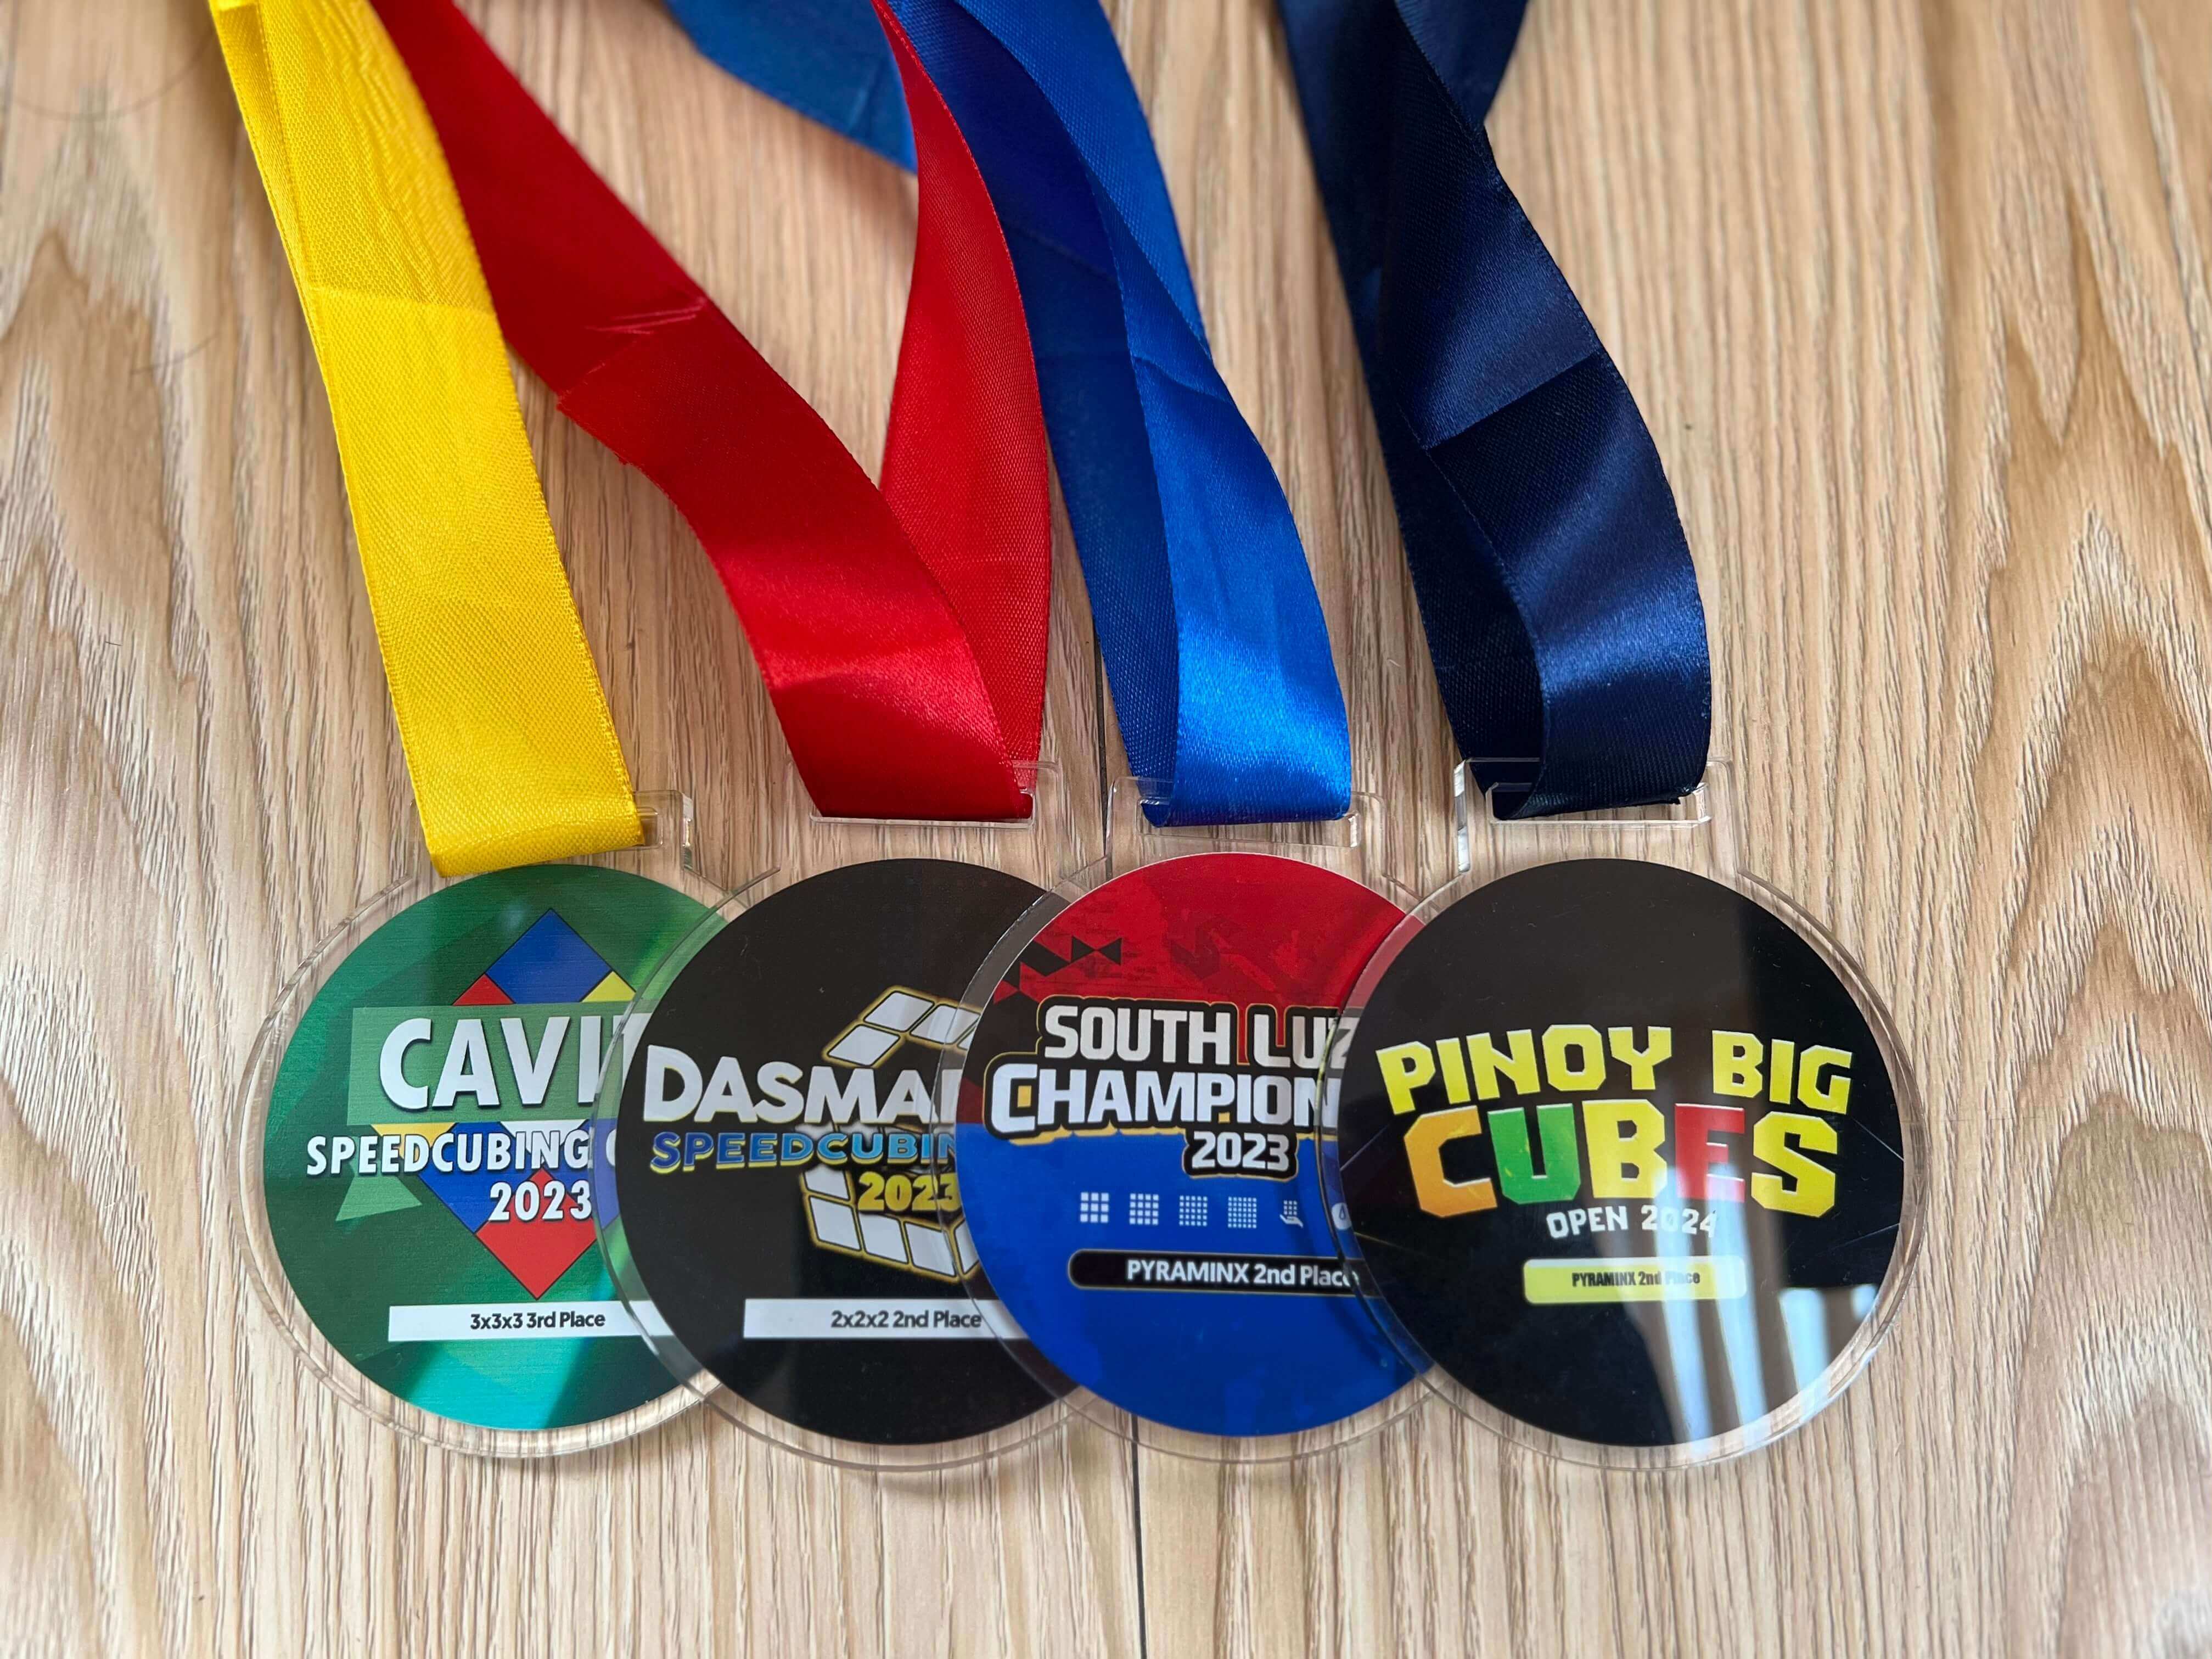 CAVI
SPEEDCUBING
2023
3x3x3 3rd Place
DASMA
SPEEDCUBIN
2023
2x2x2 2nd Place
SOUTH LUZ
CHAMPION
2023
PYRAMINX 2nd Place
PINOY BIG
CUBES
OPEN 2024
PYRAMINX 2nd Place